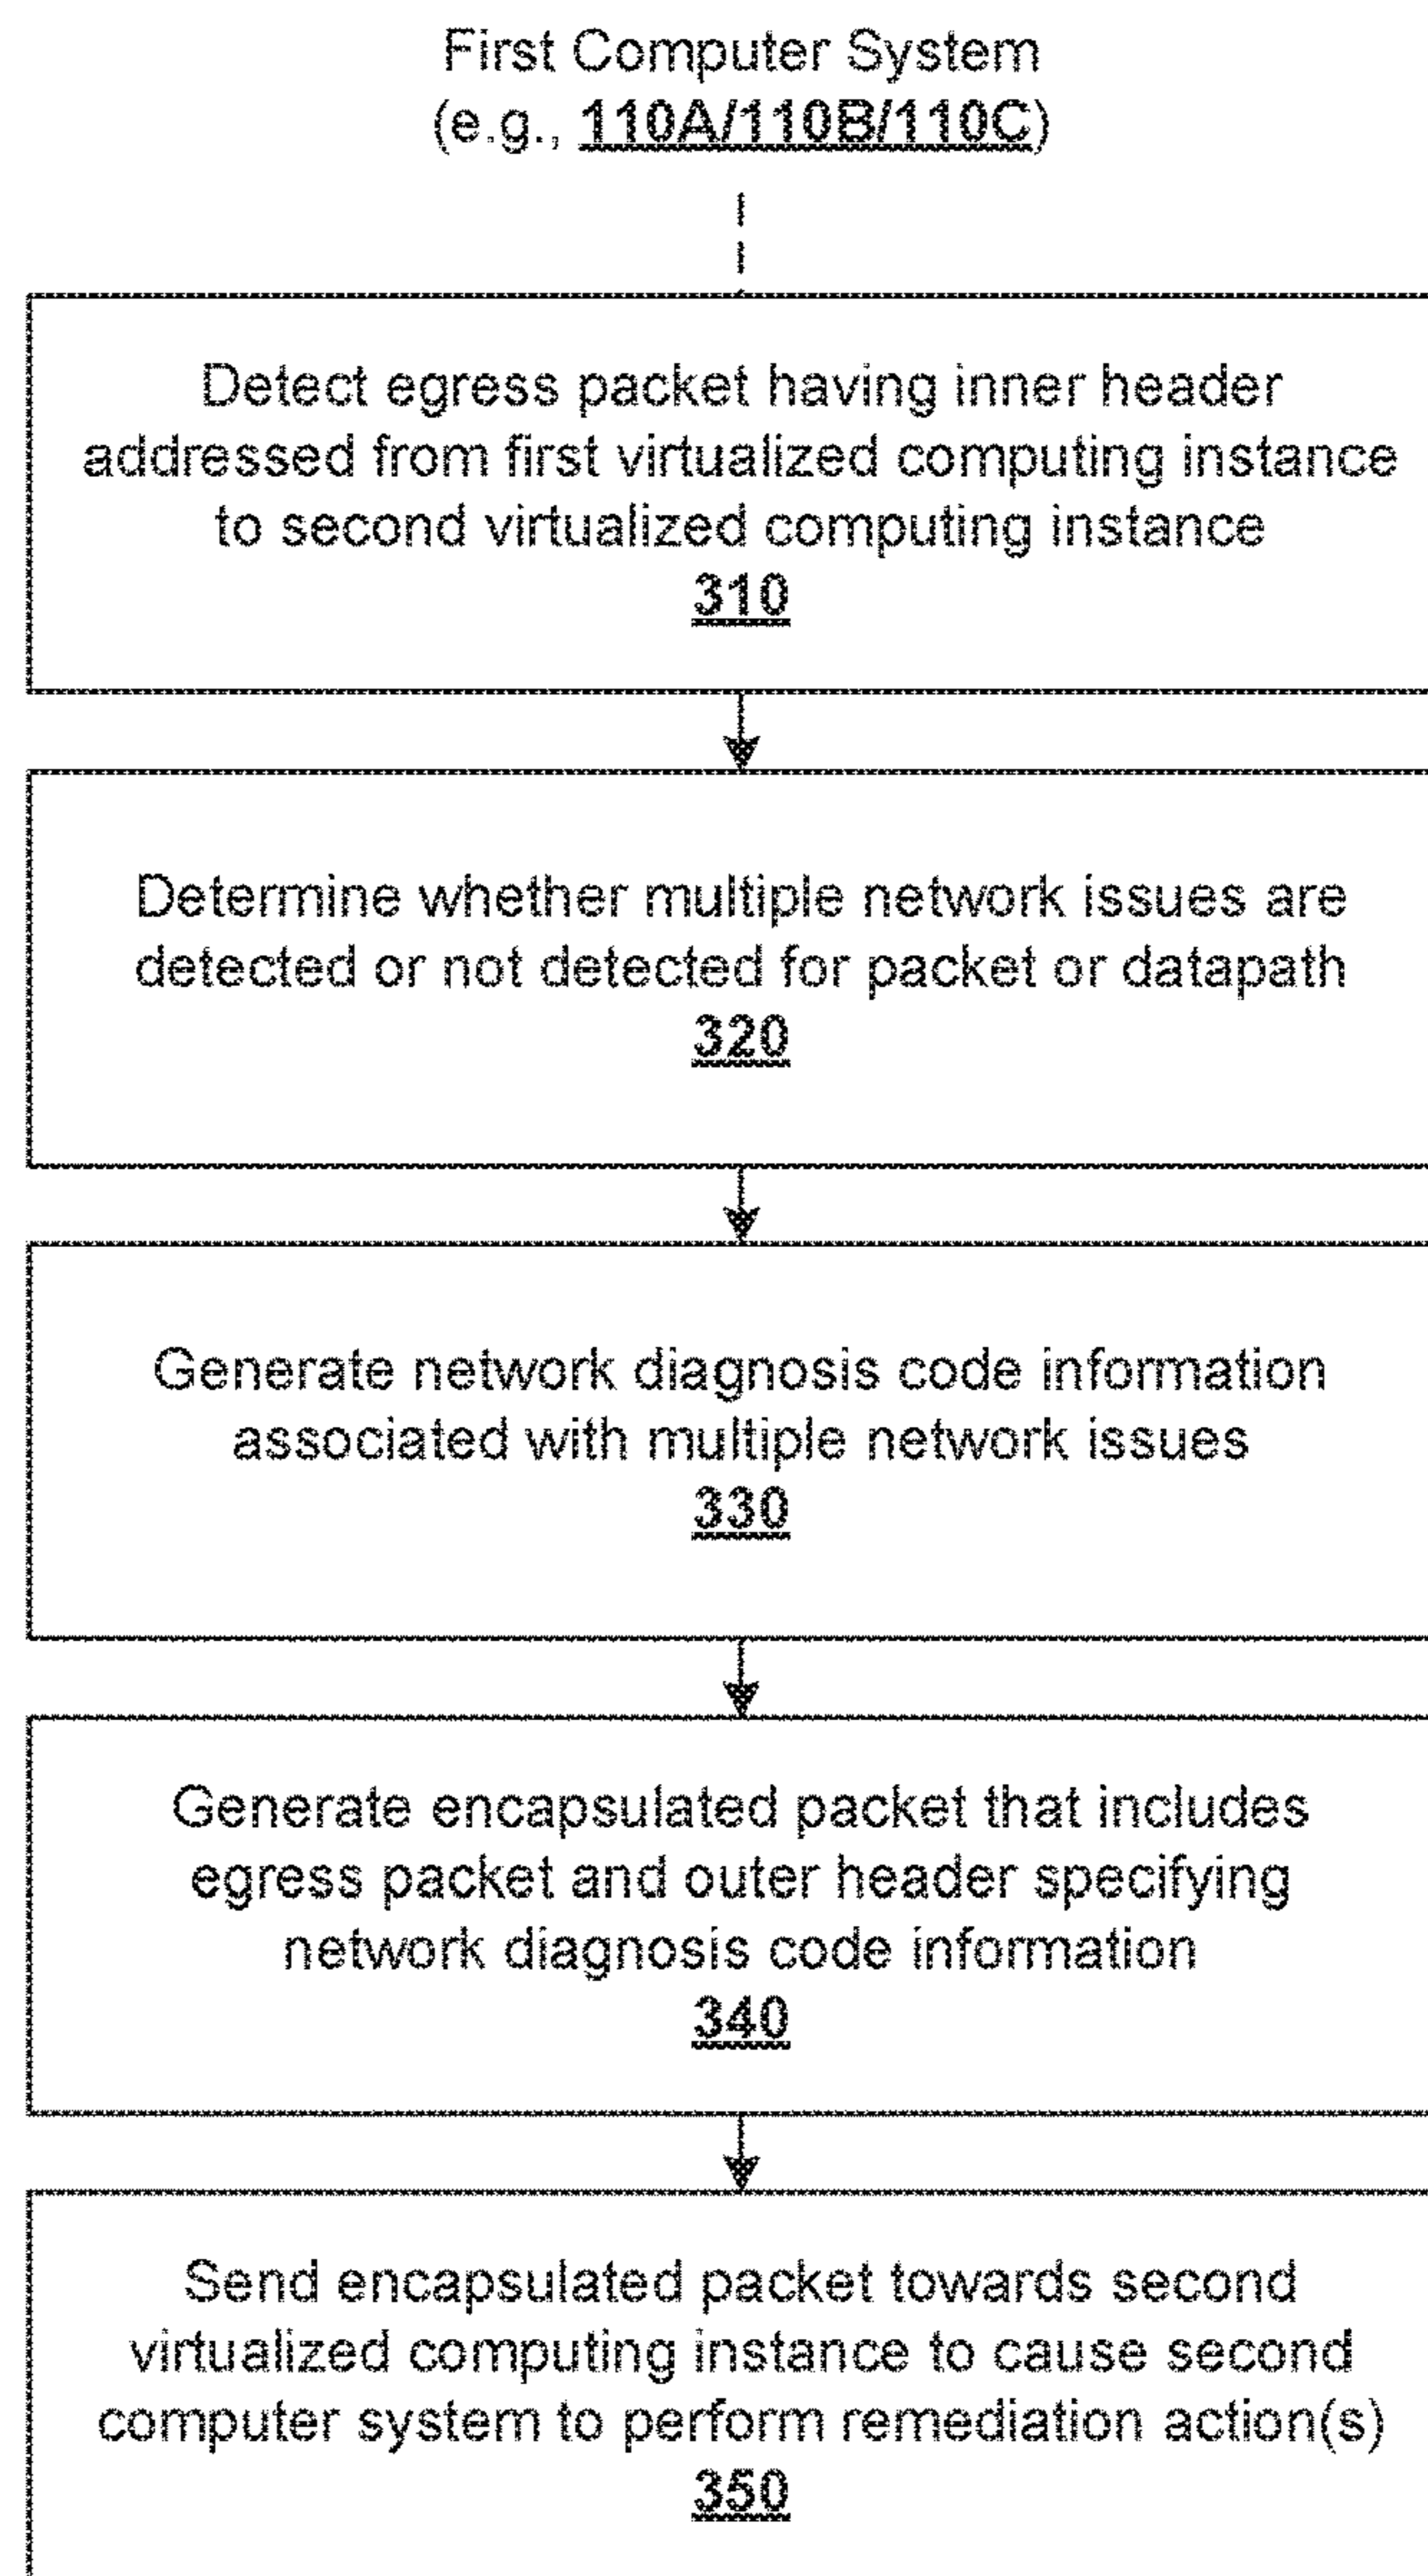 First Computer System
(e.g., 110A/110B/110C)
Detect egress packet having inner header
addressed from first virtualized computing instance
to second virtualized computing instance
310
Determine whether multiple network issues are
detected or not detected for packet or datapath
320
Generate network diagnosis code information
associated with multiple network issues
330
Generate encapsulated packet that includes
egress packet and outer header specifying
network diagnosis code information
340
Send encapsulated packet towards second
virtualized computing instance to cause second
computer system to perform remediation action(s)
350